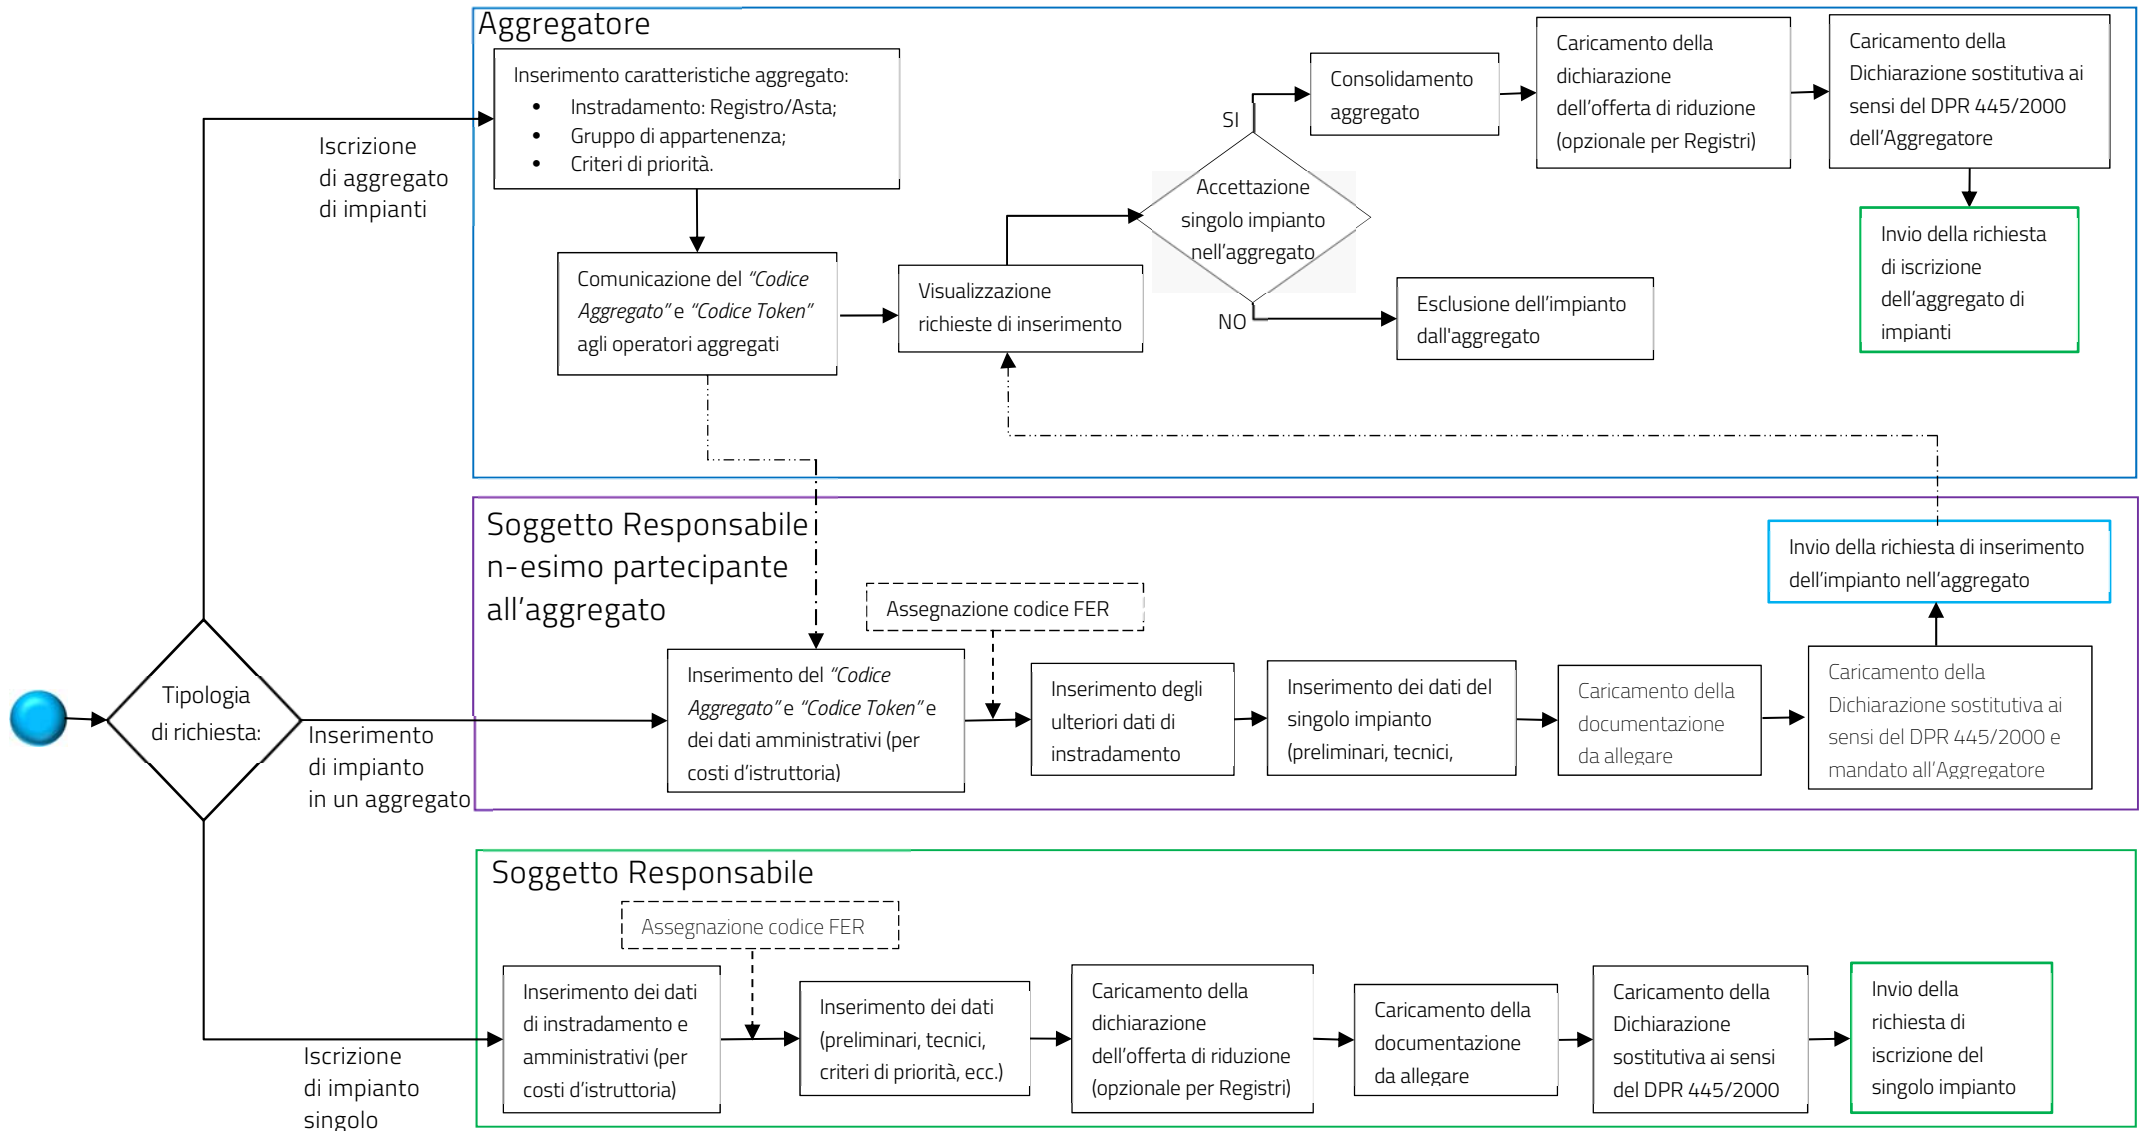 Aggregatore
Inserimento caratteristiche aggregato:
• Instradamento: Registro/Asta;
• Gruppo di appartenenza;
• Criteri di priorità.
Iscrizione
di aggregato
di impianti
Comunicazione del “Codice
Aggregato” e “Codice Token”
agli operatori aggregati
Visualizzazione
richieste di inserimento
Accettazione
singolo impianto
nell’aggregato
SI
NO
Consolidamento
aggregato
Caricamento della
dichiarazione
dell’offerta di riduzione
(opzionale per Registri)
Caricamento della
Dichiarazione sostitutiva ai
sensi del DPR 445/2000
dell’Aggregatore
Invio della richiesta
di iscrizione
dell’aggregato di
impianti
Esclusione dell’impianto
dall'aggregato
Soggetto Responsabile
n-esimo partecipante
all’aggregato
Tipologia
di richiesta:
Inserimento
di impianto
in un aggregato
Assegnazione codice FER
Inserimento del “Codice
Aggregato” e “Codice Token” e
dei dati amministrativi (per
costi d’istruttoria)
Inserimento degli
ulteriori dati di
instradamento
Inserimento dei dati del
singolo impianto
(preliminari, tecnici,
Caricamento della
documentazione
da allegare
Caricamento della
Dichiarazione sostitutiva ai
sensi del DPR 445/2000 e
mandato all’Aggregatore
Invio della richiesta di inserimento
dell’impianto nell’aggregato
Soggetto Responsabile
Assegnazione codice FER
Iscrizione
di impianto
singolo
Inserimento dei dati
di instradamento e
amministrativi (per
costi d’istruttoria)
Inserimento dei dati
(preliminari, tecnici,
criteri di priorità, ecc.)
Caricamento della
dichiarazione
dell’offerta di riduzione
(opzionale per Registri)
Caricamento della
documentazione
da allegare
Caricamento della
Dichiarazione
sostitutiva ai sensi
del DPR 445/2000
Invio della
richiesta di
iscrizione del
singolo impianto